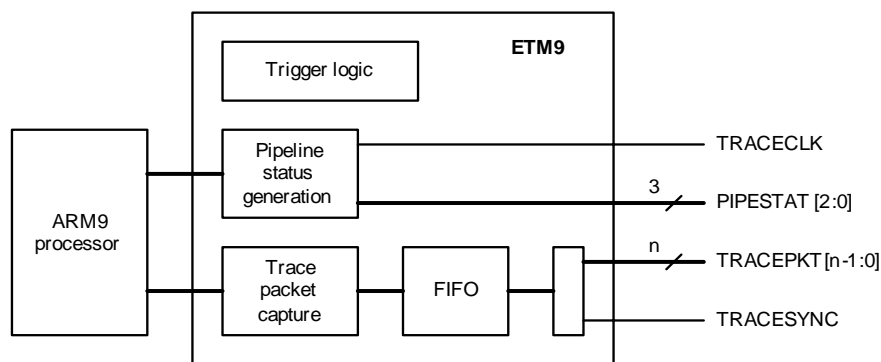 ETM9
Trigger logic
Pipeline
status
generation
TRACECLK
3
PIPESTAT [2:0]
ARM9
processor
Trace
packet
capture
FIFO
n
TRACEPKT[n-1:0]
TRACESYNC